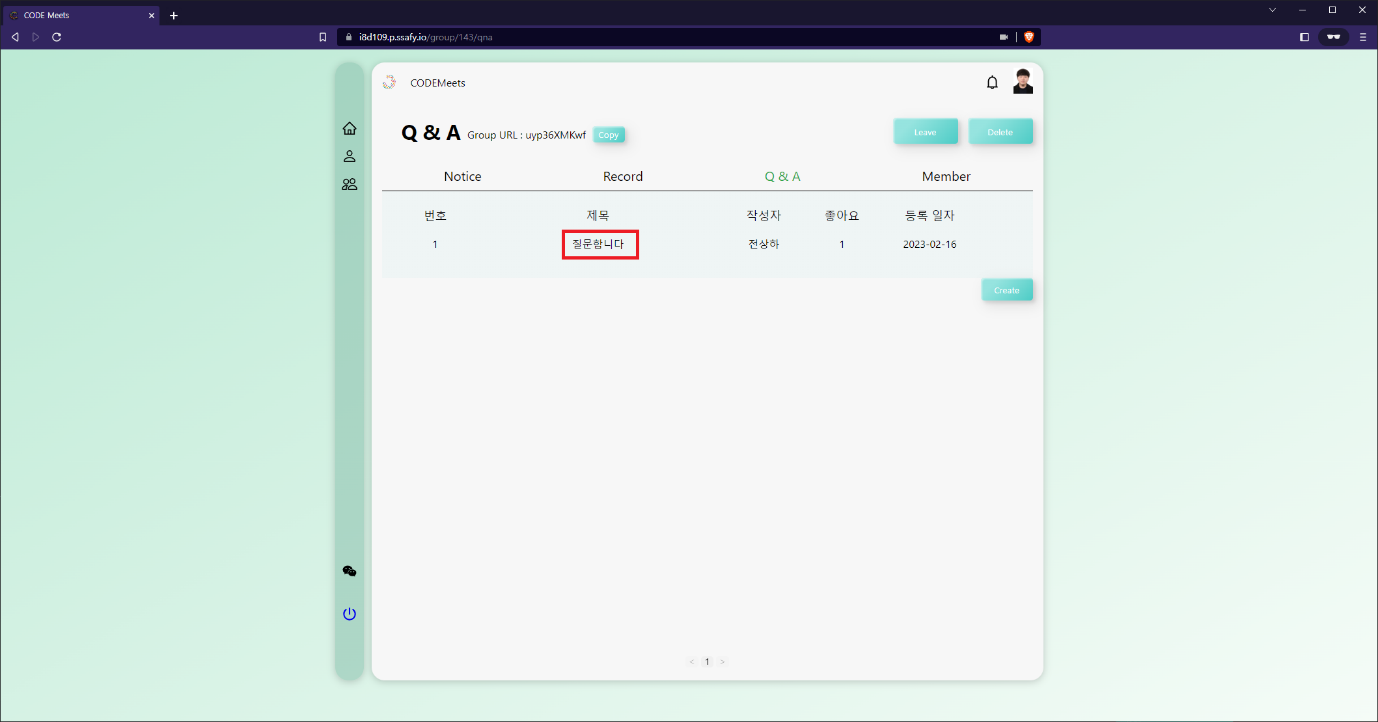 CODE Meets
i8d109.p.ssafy.io/group/143/qna
CODEMeets
Q & A Group URL : uyp36XMKwf Copy
Leave Delete
Notice Record Q & A Member
번호 제목 작성자 좋아요 등록 일자
1 질문합니다 전상하 1 2023-02-16
Create
< 1 >